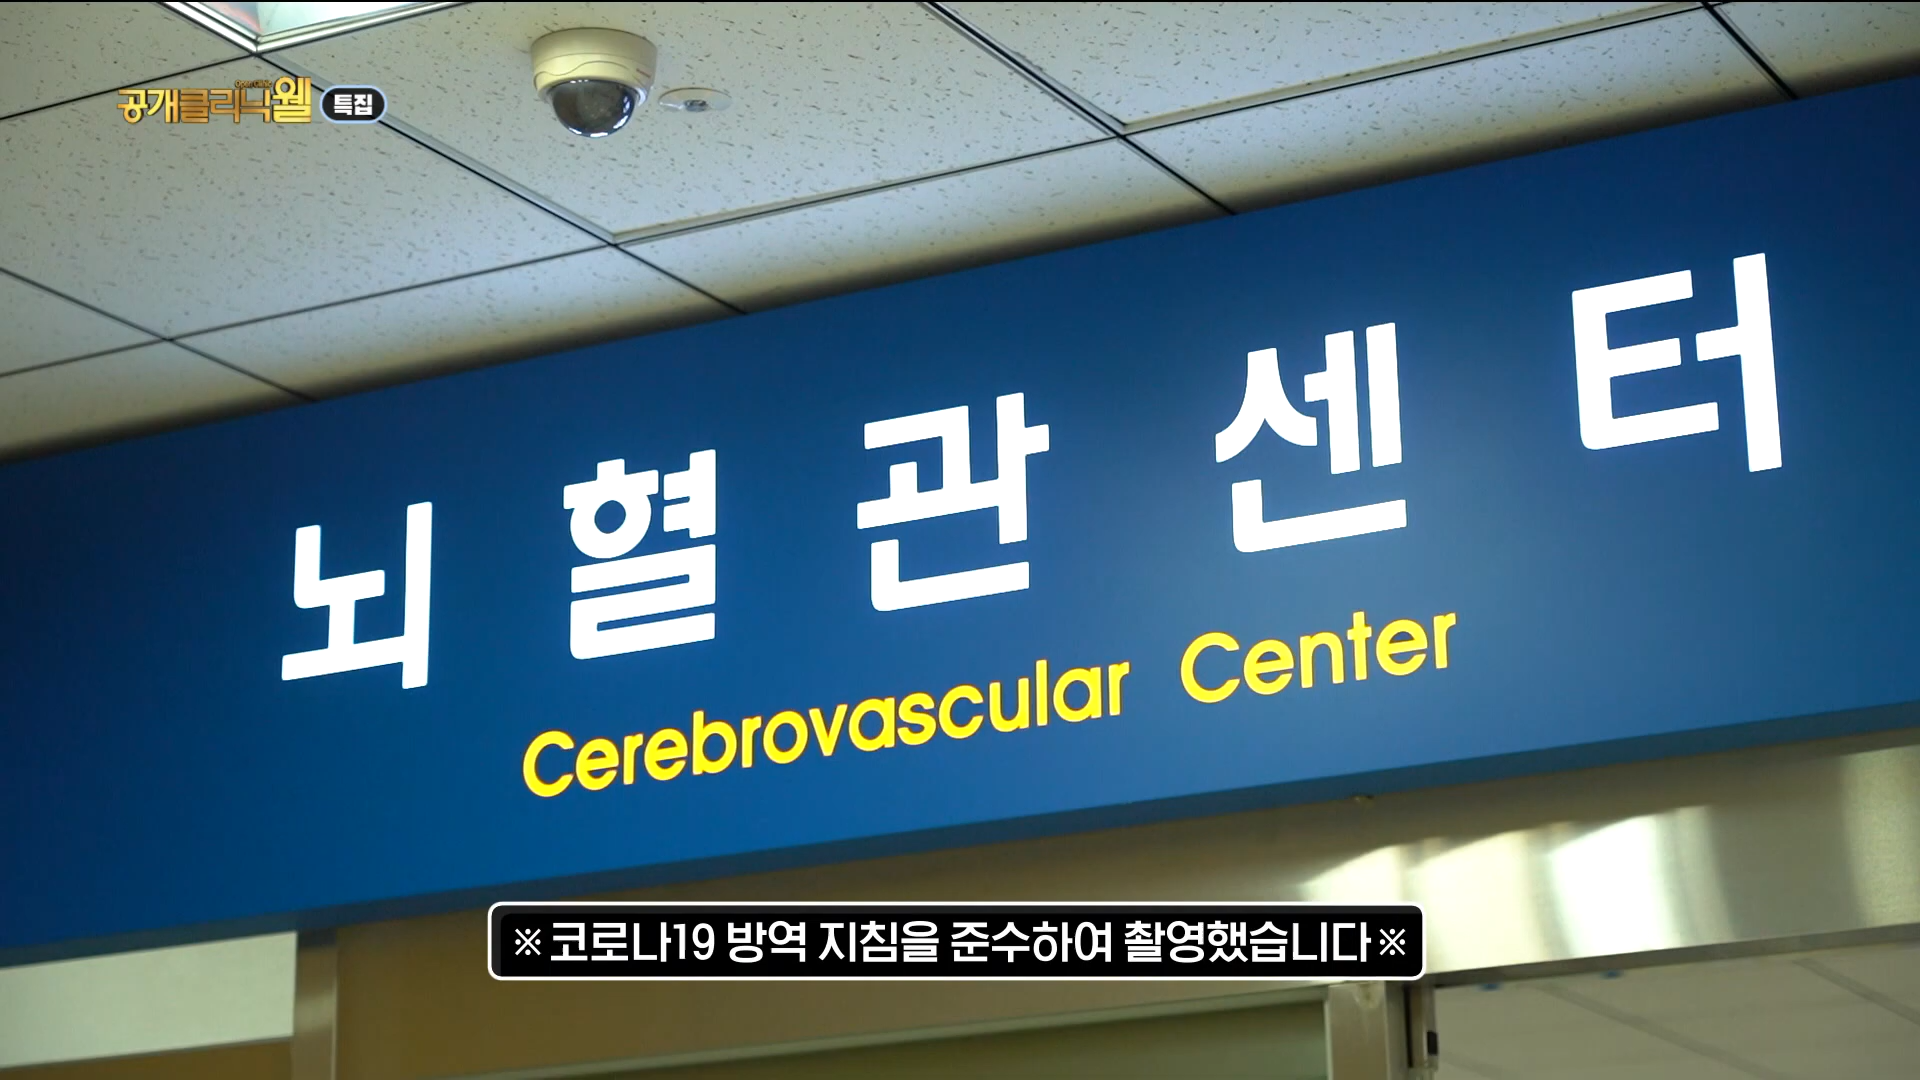 공개클리닉웰 특집
뇌혈관센터
Cerebrovascular Center
※코로나19 방역 지침을 준수하여 촬영했습니다※